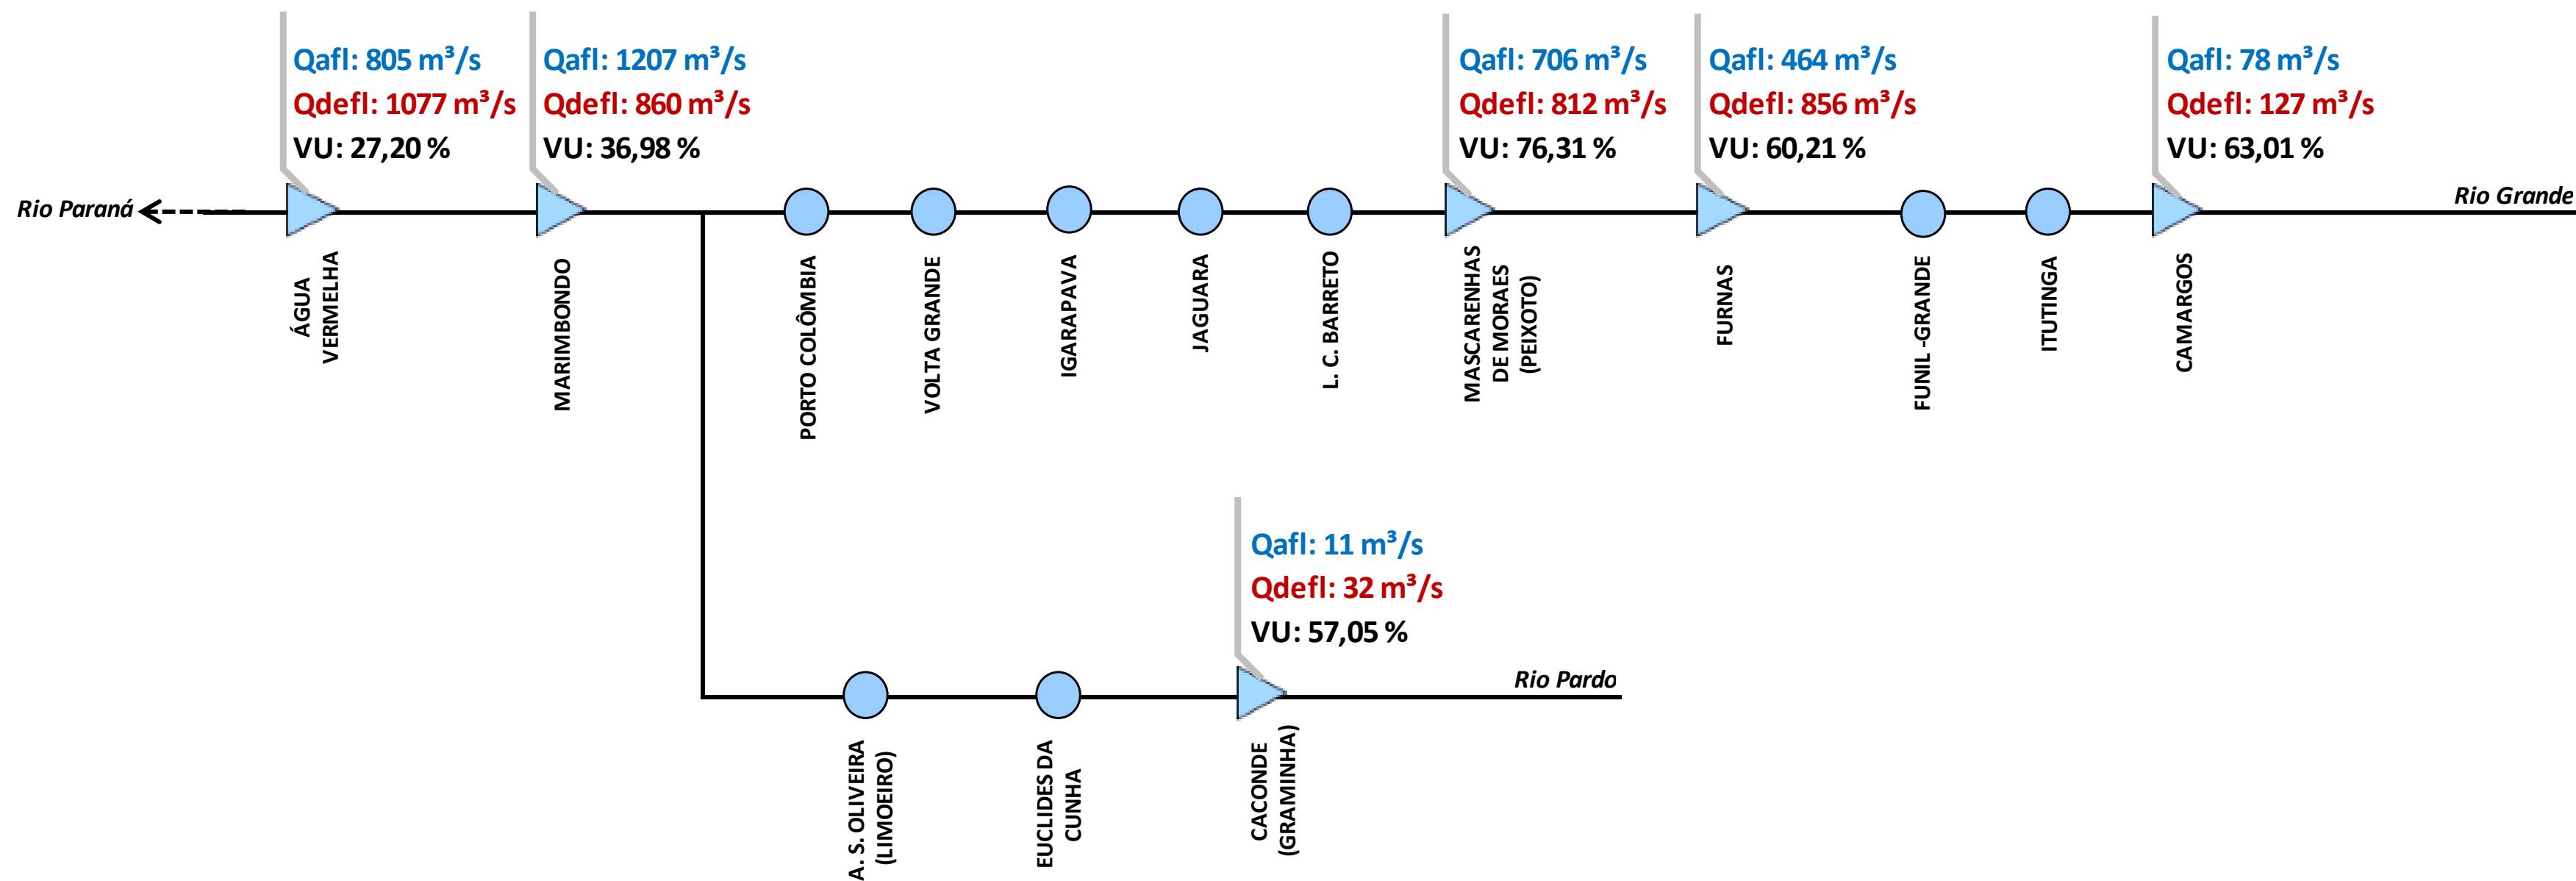 Qafl: 805 m³/s
Qdefl: 1077 m³/s
VU: 27,20 %
Qafl: 1207 m³/s
Qdefl: 860 m³/s
VU: 36,98 %
Qafl: 706 m³/s
Qdefl: 812 m³/s
VU: 76,31 %
Qafl: 464 m³/s
Qdefl: 856 m³/s
VU: 60,21 %
Qafl: 78 m³/s
Qdefl: 127 m³/s
VU: 63,01 %
Rio Paraná
Rio Grande
ÁGUA
VERMELHA
MARIMBONDO
PORTO COLÔMBIA
VOLTA GRANDE
IGARAPAVA
JAGUARA
L. C. BARRETO
MASCARENHAS
DE MORAES
(PEIXOTO)
FURNAS
FUNIL -GRANDE
ITUTINGA
CAMARGOS
Qafl: 11 m³/s
Qdefl: 32 m³/s
VU: 57,05 %
Rio Pardo
A. S. OLIVEIRA
(LIMOEIRO)
EUCLIDES DA
CUNHA
CACONDE
(GRAMINHA)